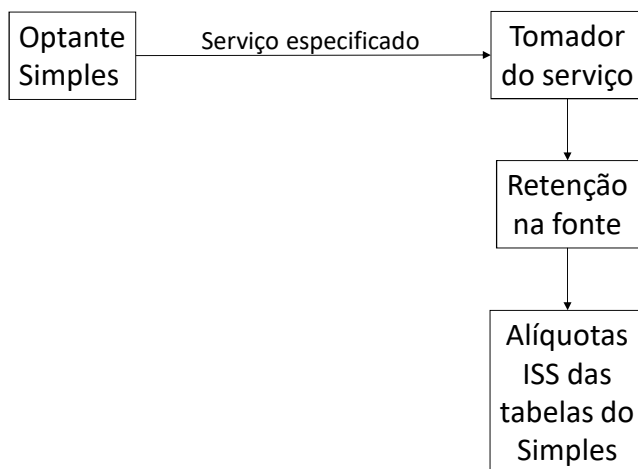 Optante
Simples
Serviço especificado
Tomador
do serviço
Retenção
na fonte
Alíquotas
ISS das
tabelas do
Simples